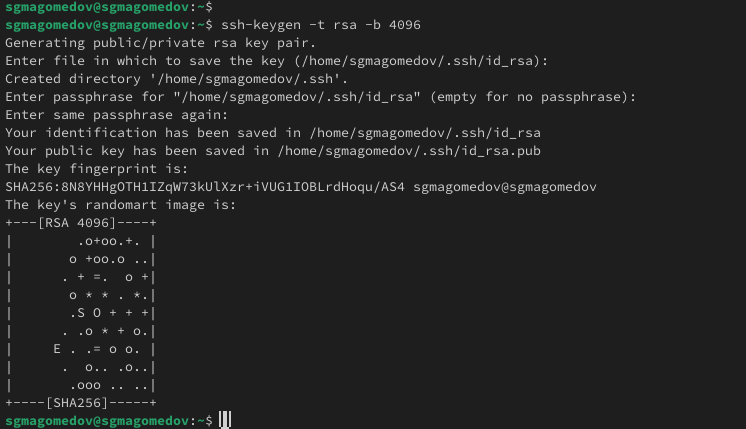 sgmagomedov@sgmagomedov:~$
sgmagomedov@sgmagomedov:~$ ssh-keygen -t rsa -b 4096
Generating public/private rsa key pair.
Enter file in which to save the key (/home/sgmagomedov/.ssh/id_rsa):
Created directory '/home/sgmagomedov/.ssh'.
Enter passphrase for "/home/sgmagomedov/.ssh/id_rsa" (empty for no passphrase):
Enter same passphrase again:
Your identification has been saved in /home/sgmagomedov/.ssh/id_rsa
Your public key has been saved in /home/sgmagomedov/.ssh/id_rsa.pub
The key fingerprint is:
SHA256:8N8YHHgOTH1IZqW73kUlXzr+iVUG1IOBLrdHoqu/AS4 sgmagomedov@sgmagomedov
The key's randomart image is:
+---[RSA 4096]----+
|        .o+oo.+. |
|       o +oo.o ..|
|      . + =.  o +|
|       o * * . *.|
|       .S O + + +|
|      . .o * + o.|
|     E . .= o o. |
|      .  o.. .o..|
|       .ooo .. ..|
+----[SHA256]-----+
sgmagomedov@sgmagomedov:~$